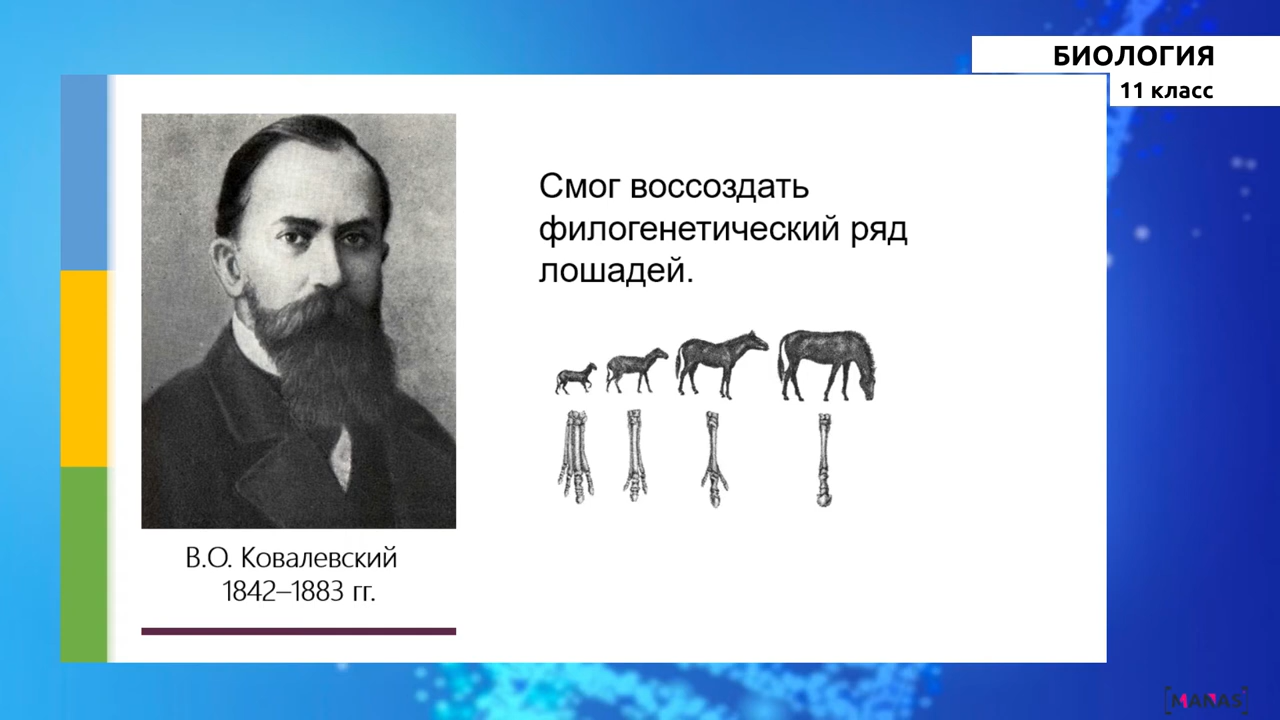 БИОЛОГИЯ
11 класс
Смог воссоздать
филогенетический ряд
лошадей.
В.О. Ковалевский
1842–1883 гг.
[MANAS]